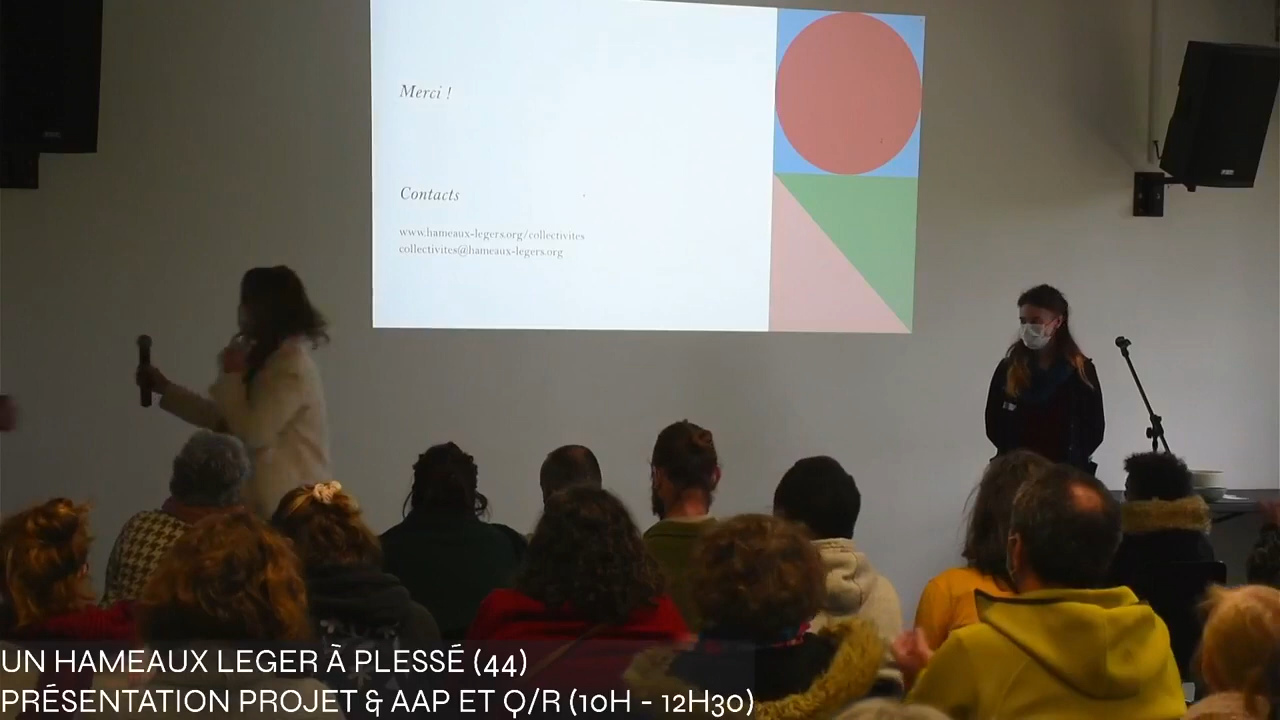 Merci !
Contacts
www.hameaux-legers.org/collectivites
collectivites@hameaux-legers.org
UN HAMEAUX LEGER À PLESSÉ (44)
PRÉSENTATION PROJET & AAP ET Q/R (10H - 12H30)